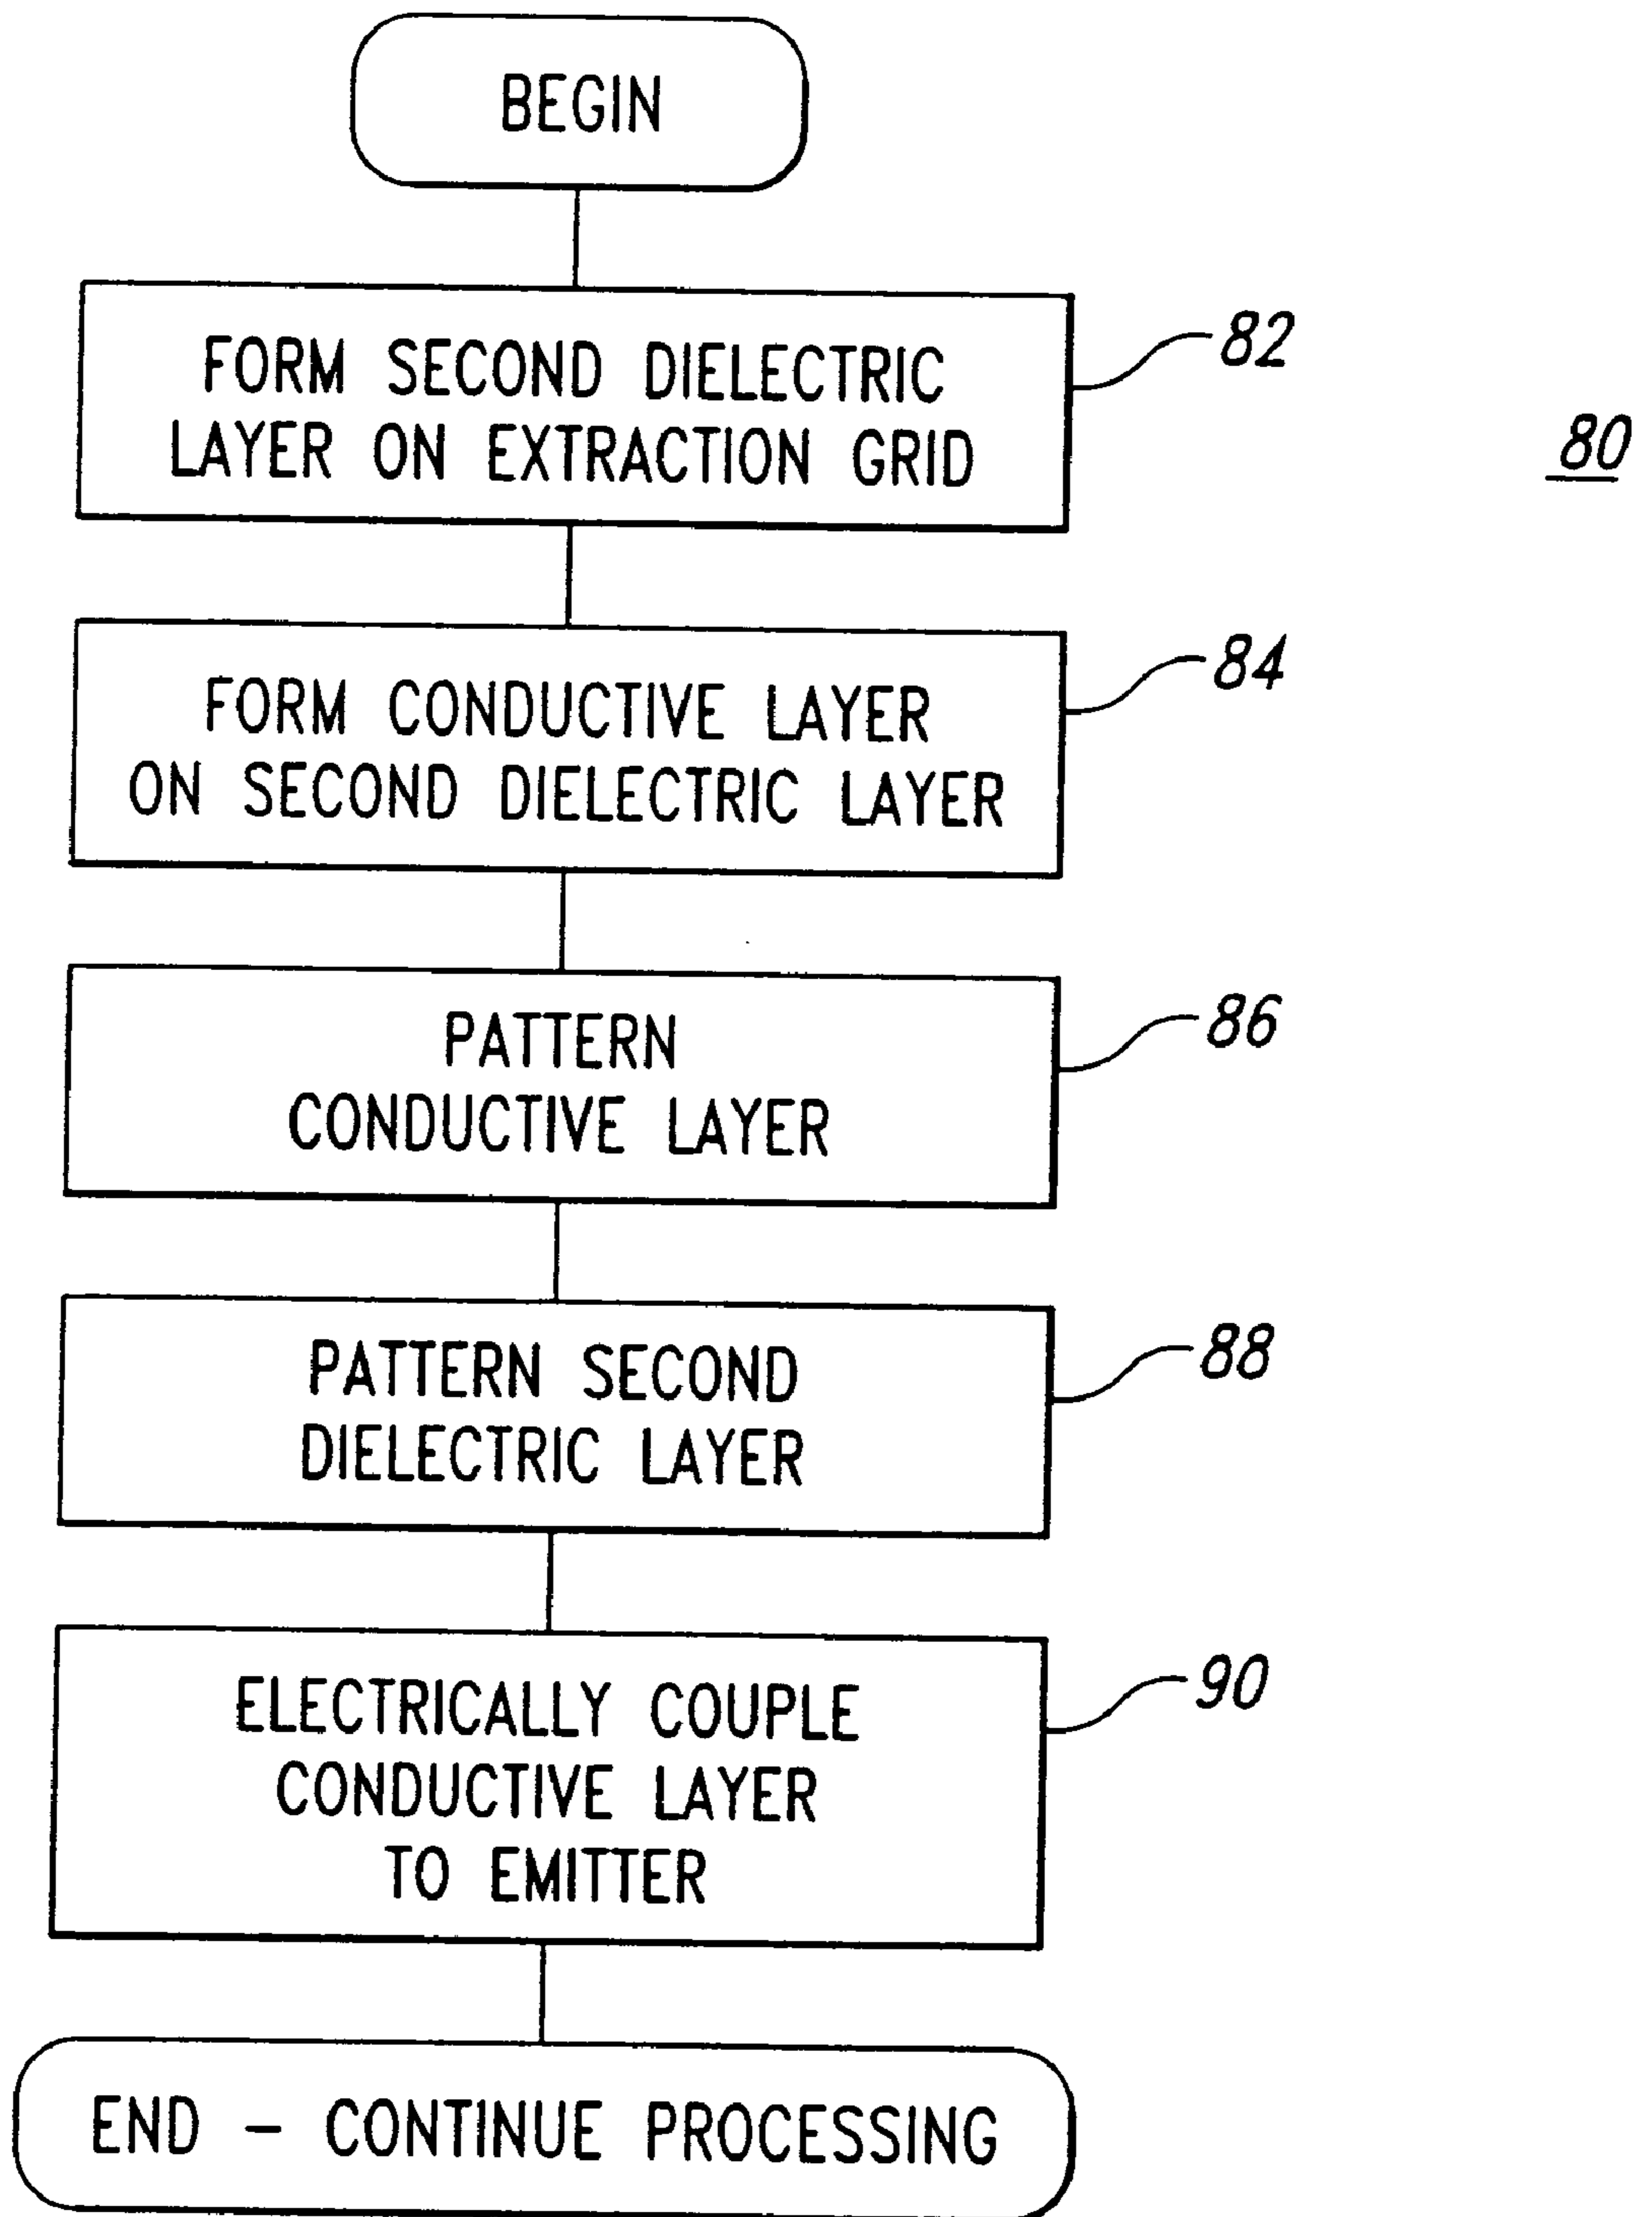 BEGIN
FORM SECOND DIELECTRIC
LAYER ON EXTRACTION GRID
82
80
FORM CONDUCTIVE LAYER
ON SECOND DIELECTRIC LAYER
84
PATTERN
CONDUCTIVE LAYER
86
PATTERN SECOND
DIELECTRIC LAYER
88
ELECTRICALLY COUPLE
CONDUCTIVE LAYER
TO EMITTER
90
END – CONTINUE PROCESSING